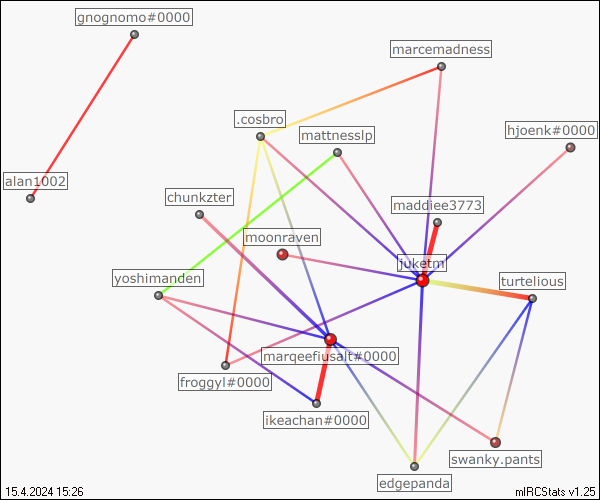 gnognomo#0000
marcemadness
.cosbro
mattnesslp
hjoenk#0000
alan1002
chunkzter
maddiee3773
moonraven
juketm
yoshimanden
turtelious
marqeefiusalt#0000
froggyl#0000
ikeachan#0000
swanky.pants
edgepanda
15.4.2024 15:26
mIRCStats v1.25